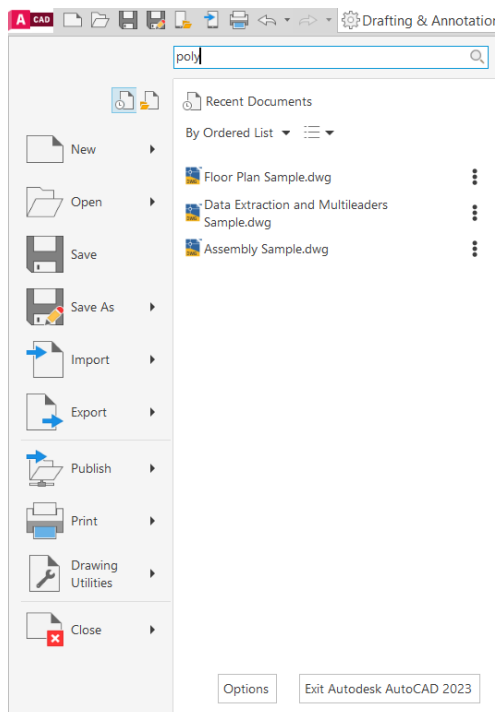 A CAD Drafting & Annotation
poly
Recent Documents
By Ordered List
New
Open
Save
Save As
Import
Export
Publish
Print
Drawing
Utilities
Close
Floor Plan Sample.dwg
Data Extraction and Multileaders
Sample.dwg
Assembly Sample.dwg
Options
Exit Autodesk AutoCAD 2023